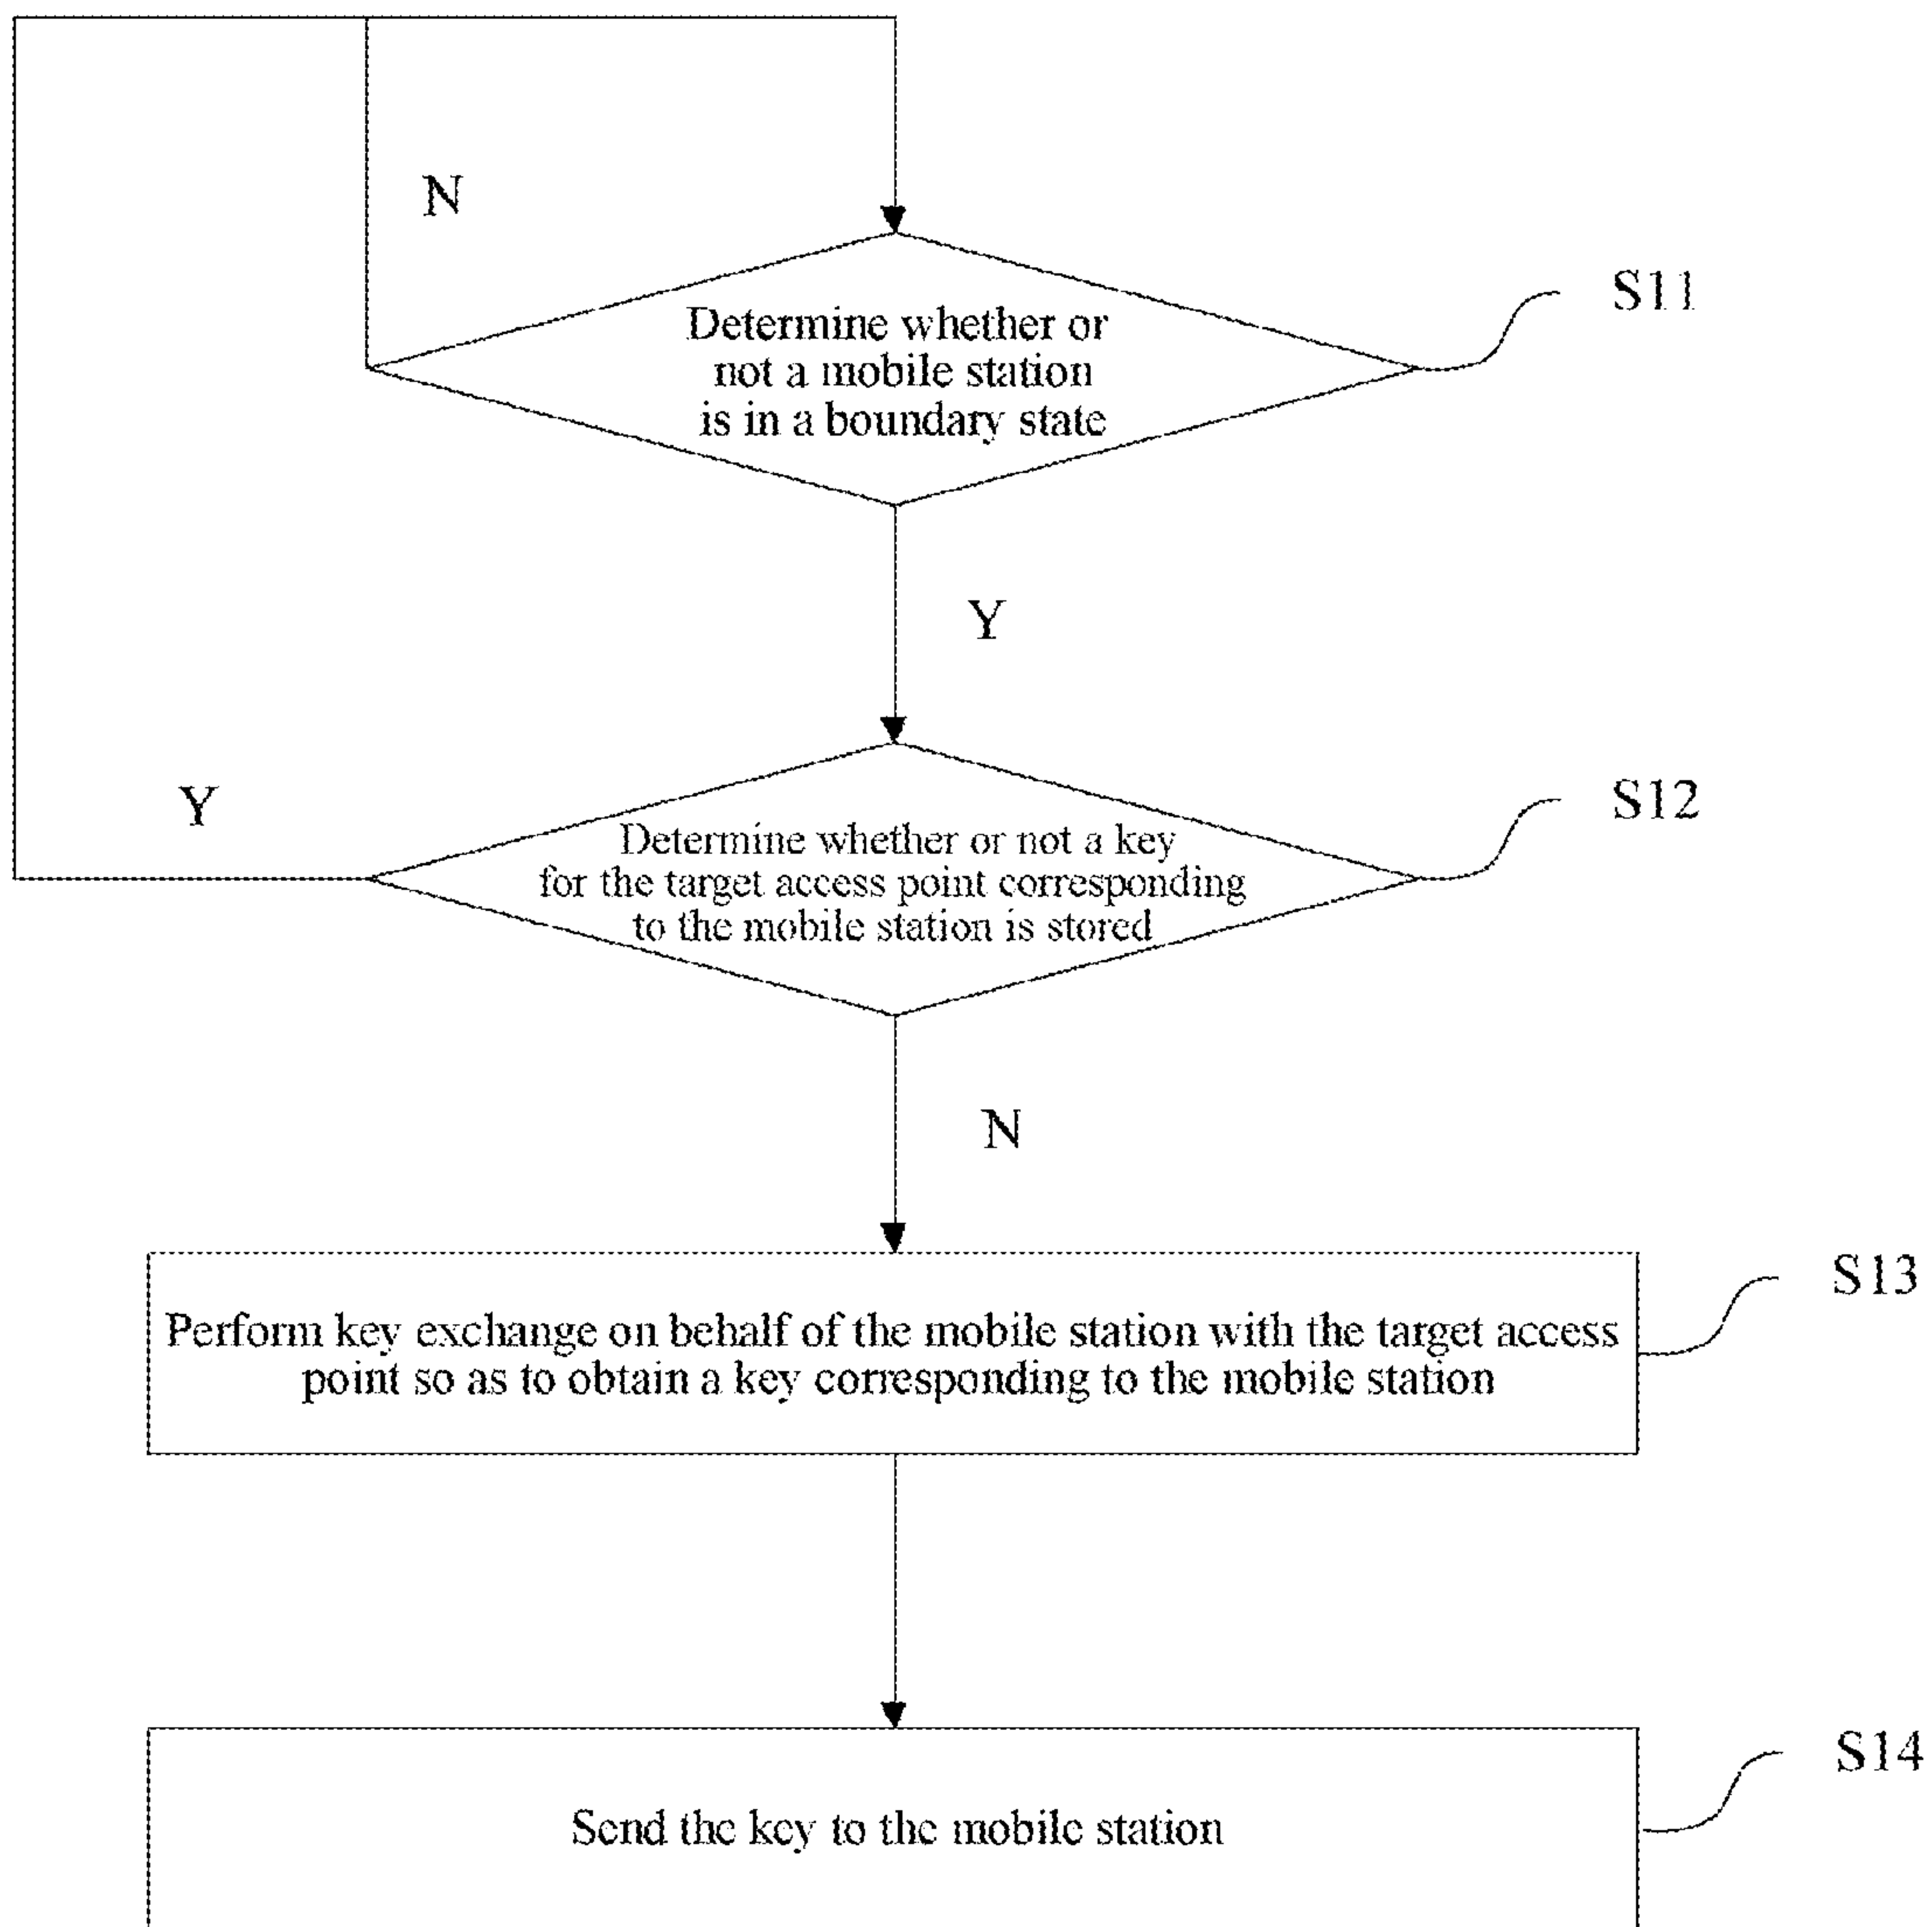 N
Determine whether or
not a mobile station
is in a boundary state
S11
Y
Y
Determine whether or not a key
for the target access point corresponding
to the mobile station is stored
S12
N
Perform key exchange on behalf of the mobile station with the target access
point so as to obtain a key corresponding to the mobile station
S13
Send the key to the mobile station
S14